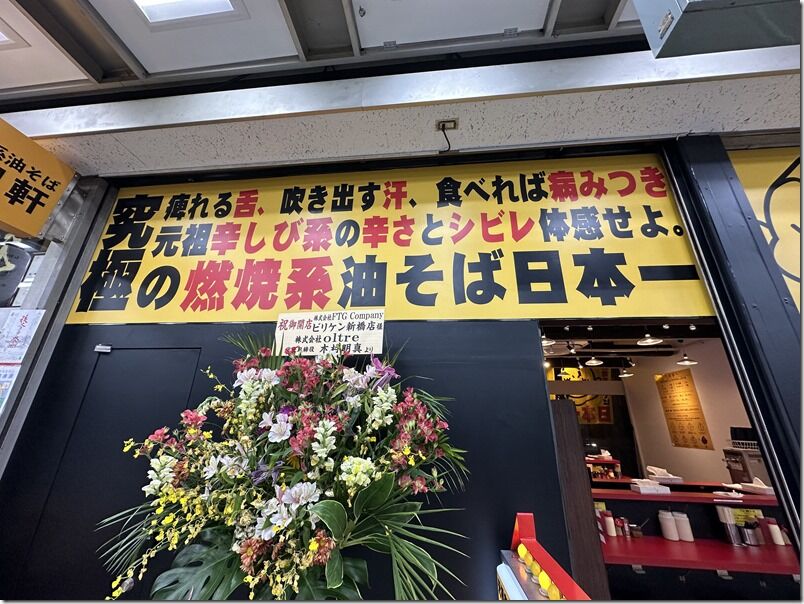 油そば
軒
痺れる舌、吹き出す汗、食べれば病みつき
元祖辛しび系の辛さとシビレ体感せよ。
究極の燃焼系油そば日本一
祝御開店
株式会社FTG Company
ビリケン新橋店様
株式会社oltre
より